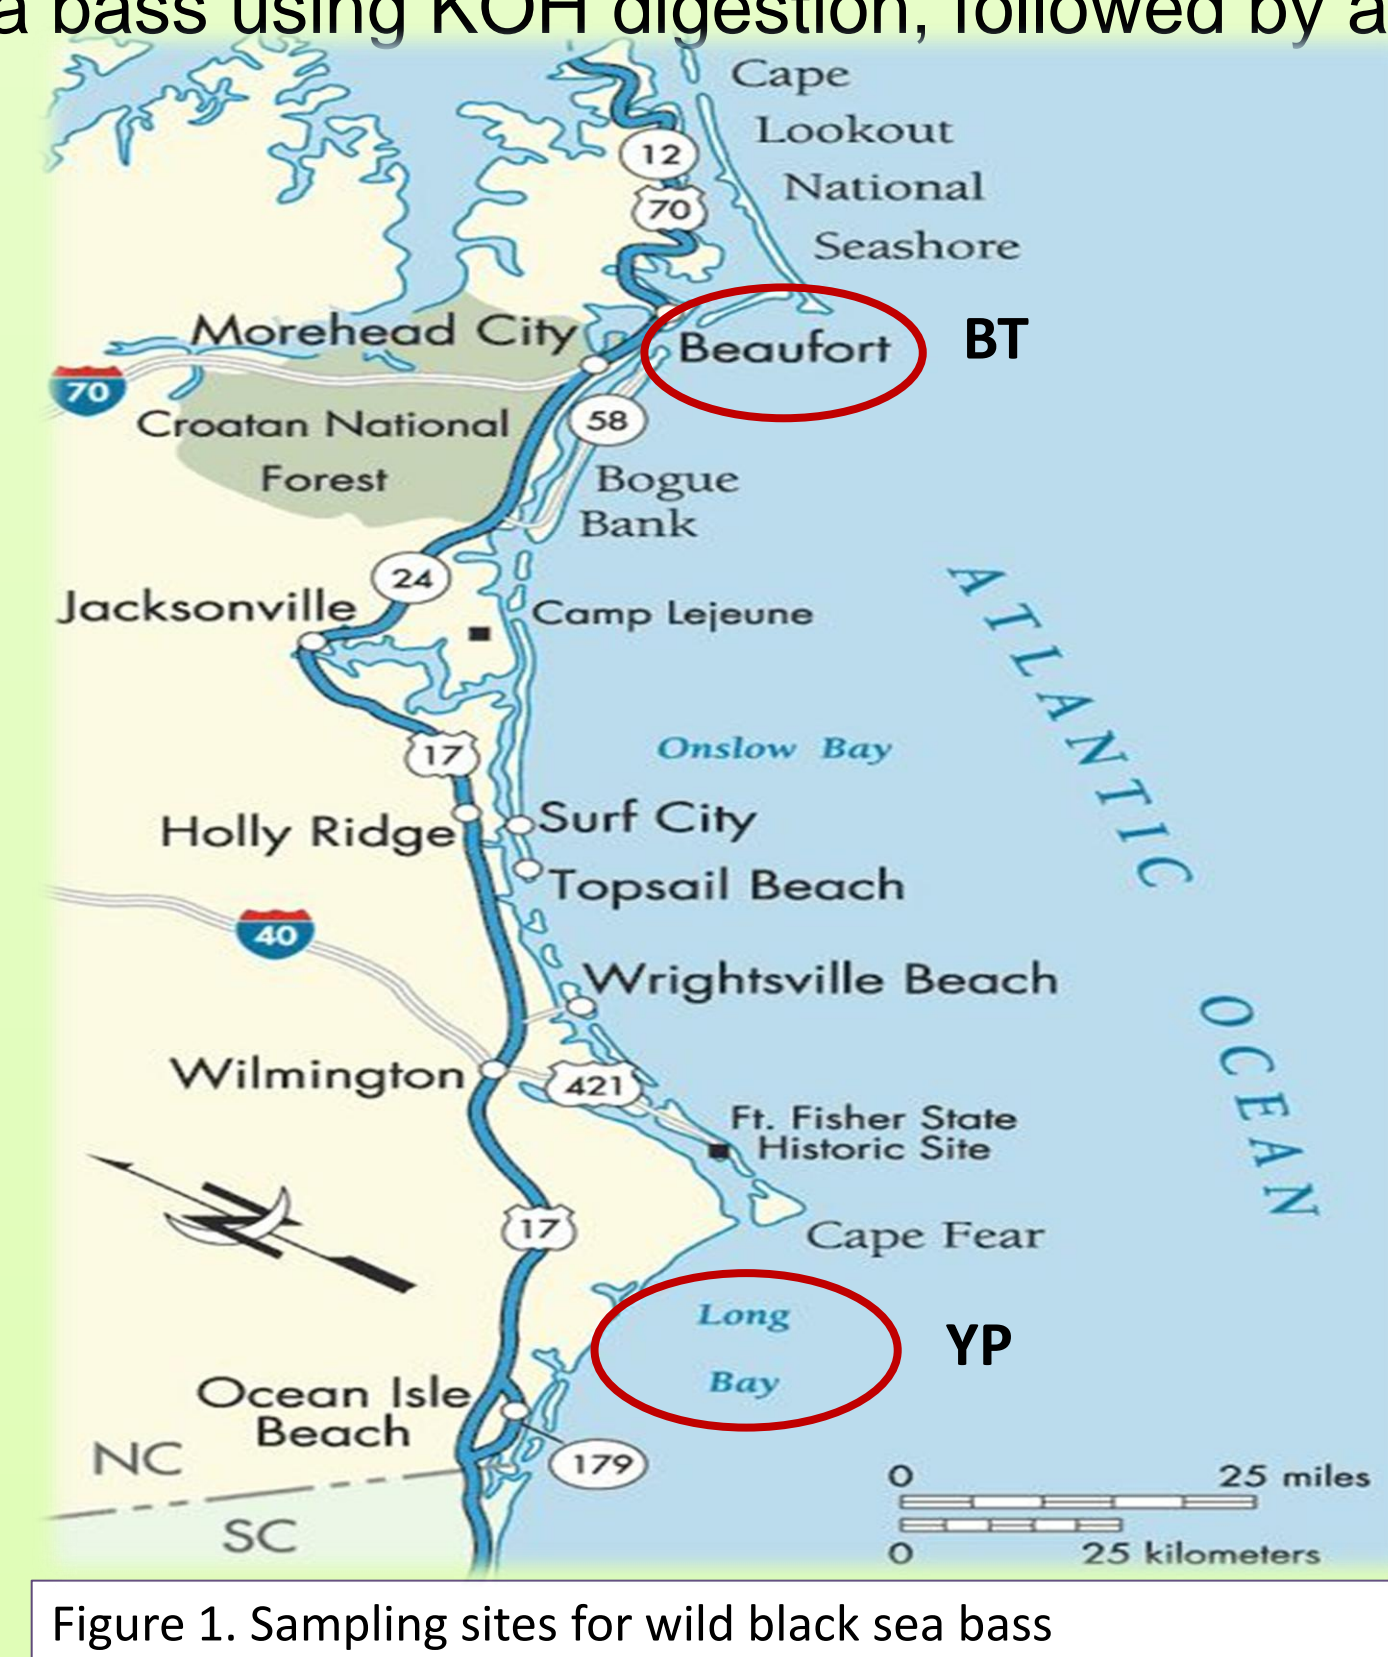 a bass using KOH digestion, followed by a
Cape
Lookout
National
Seashore
12
70
Morehead City
Beaufort
BT
70
58
Croatan National
Forest
Bogue
Bank
24
Jacksonville
Camp Lejeune
ATLANTIC
17
Onslow Bay
Holly Ridge
Surf City
Topsail Beach
40
Wrightsville Beach
OCEAN
Wilmington
421
Ft. Fisher State
Historic Site
N
17
Cape Fear
Long
Bay
YP
Ocean Isle
Beach
NC
179
SC
0 25 miles
0 25 kilometers
Figure 1. Sampling sites for wild black sea bass